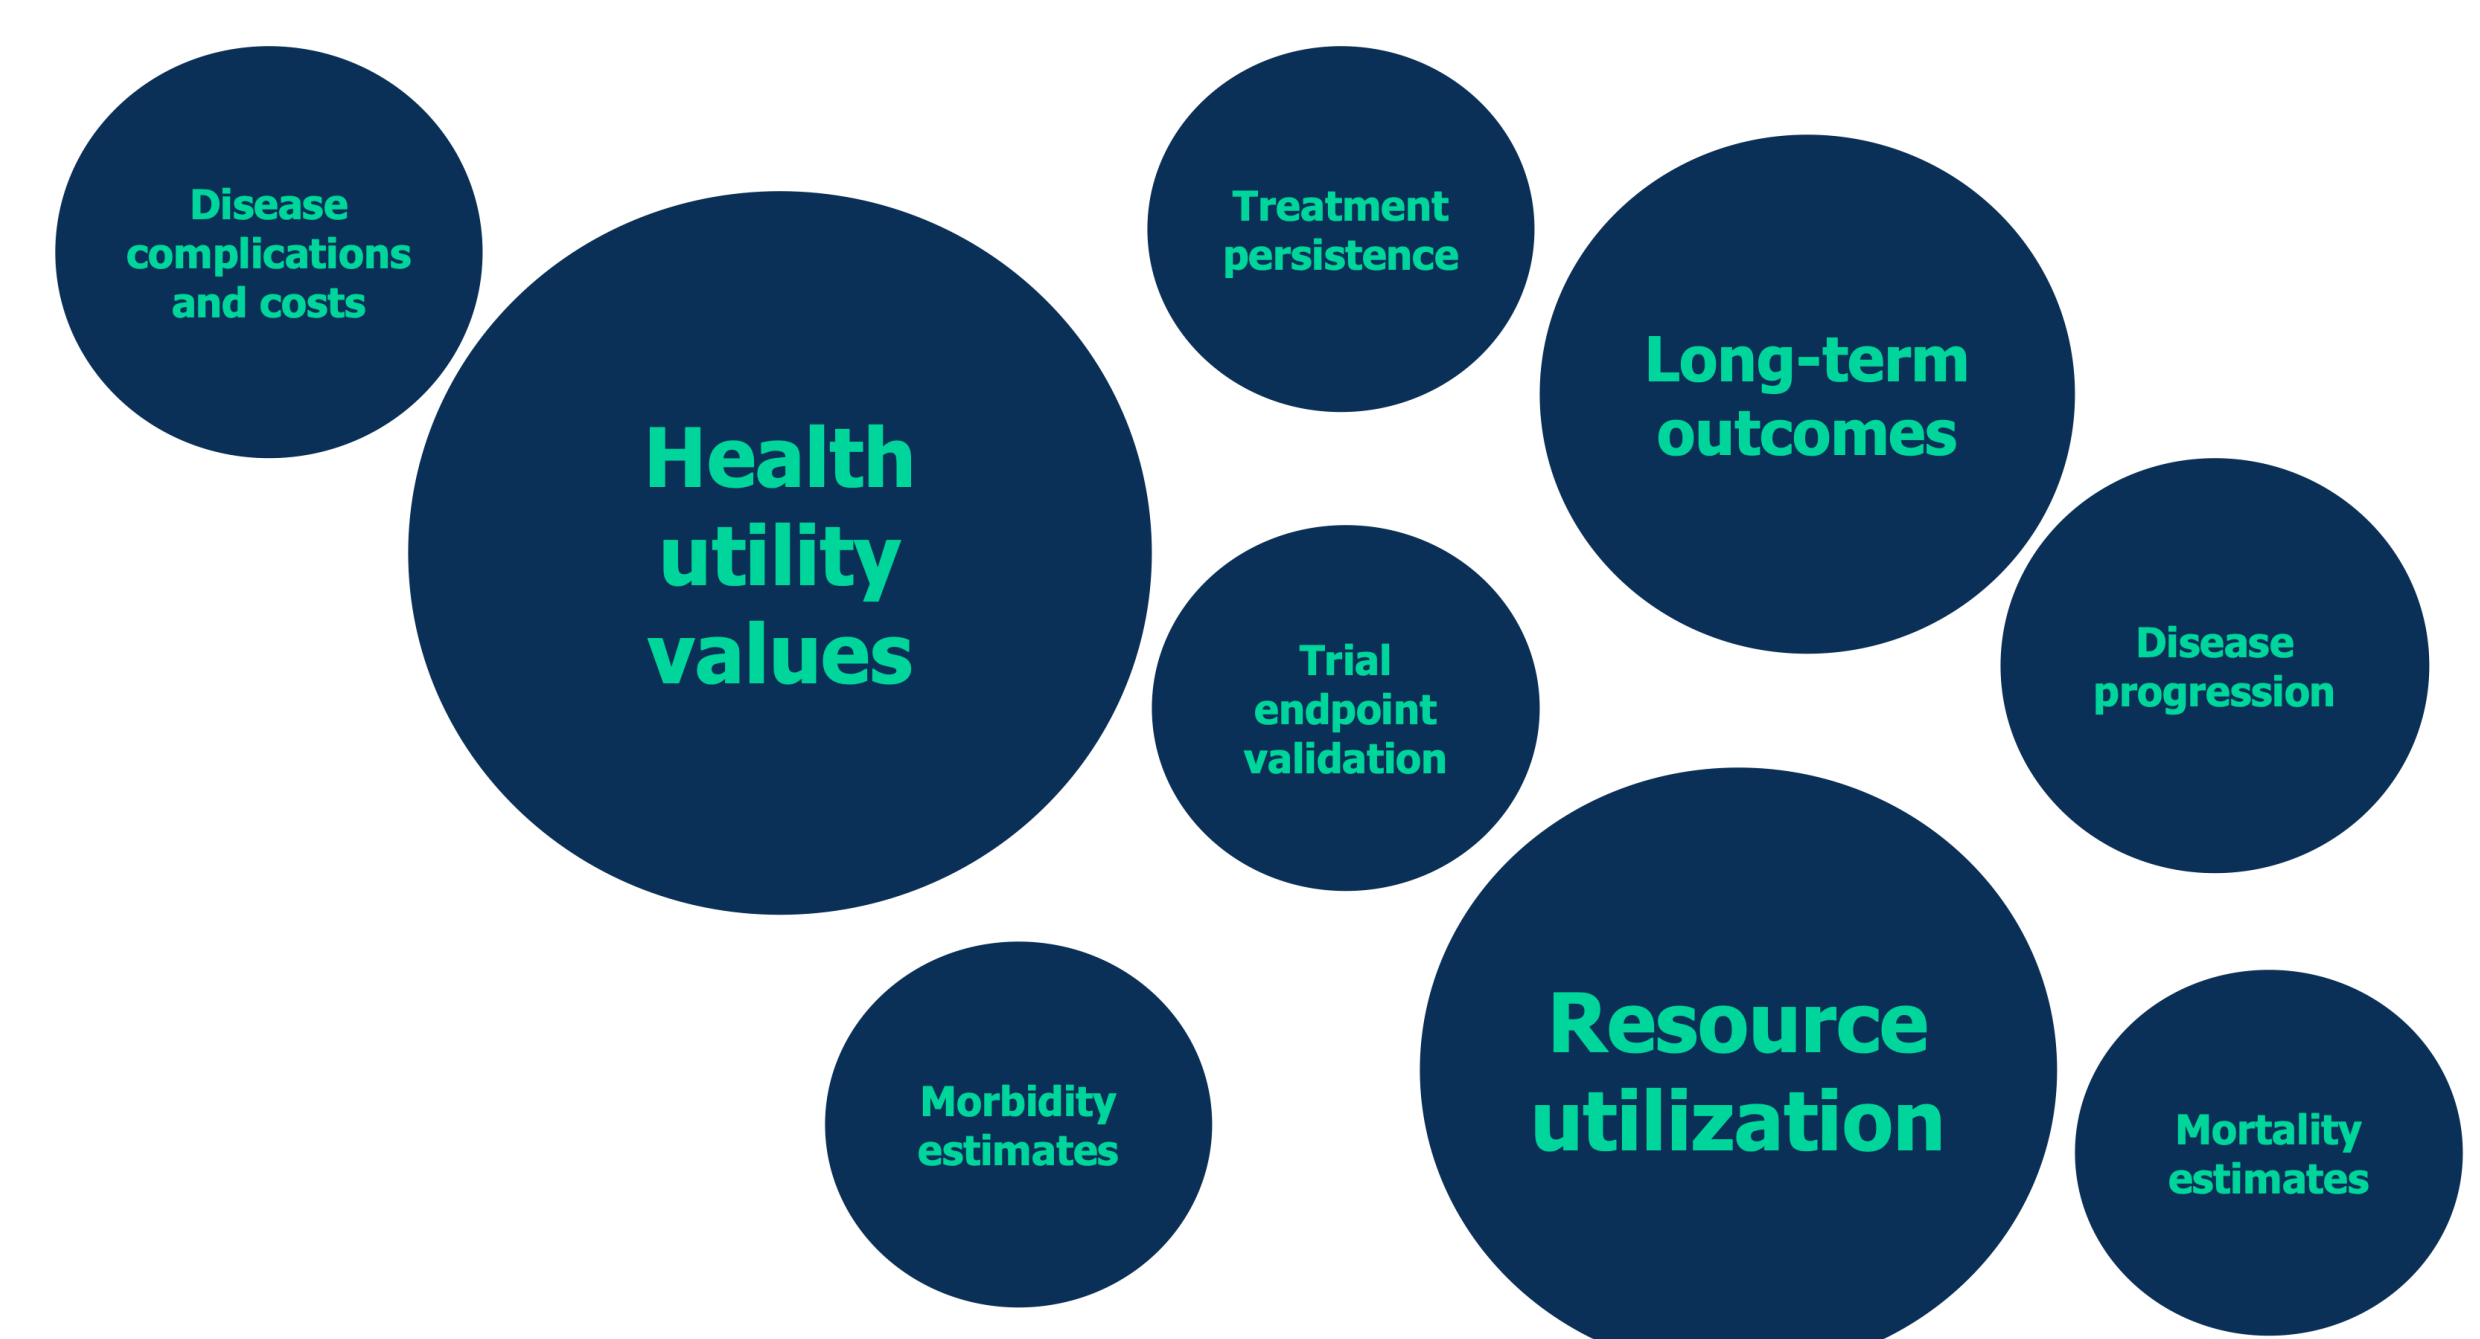 Disease
complications
and costs
Health
utility
values
Treatment
persistence
Long-term
outcomes
Trial
endpoint
validation
Disease
progression
Morbidity
estimates
Resource
utilization
Mortality
estimates